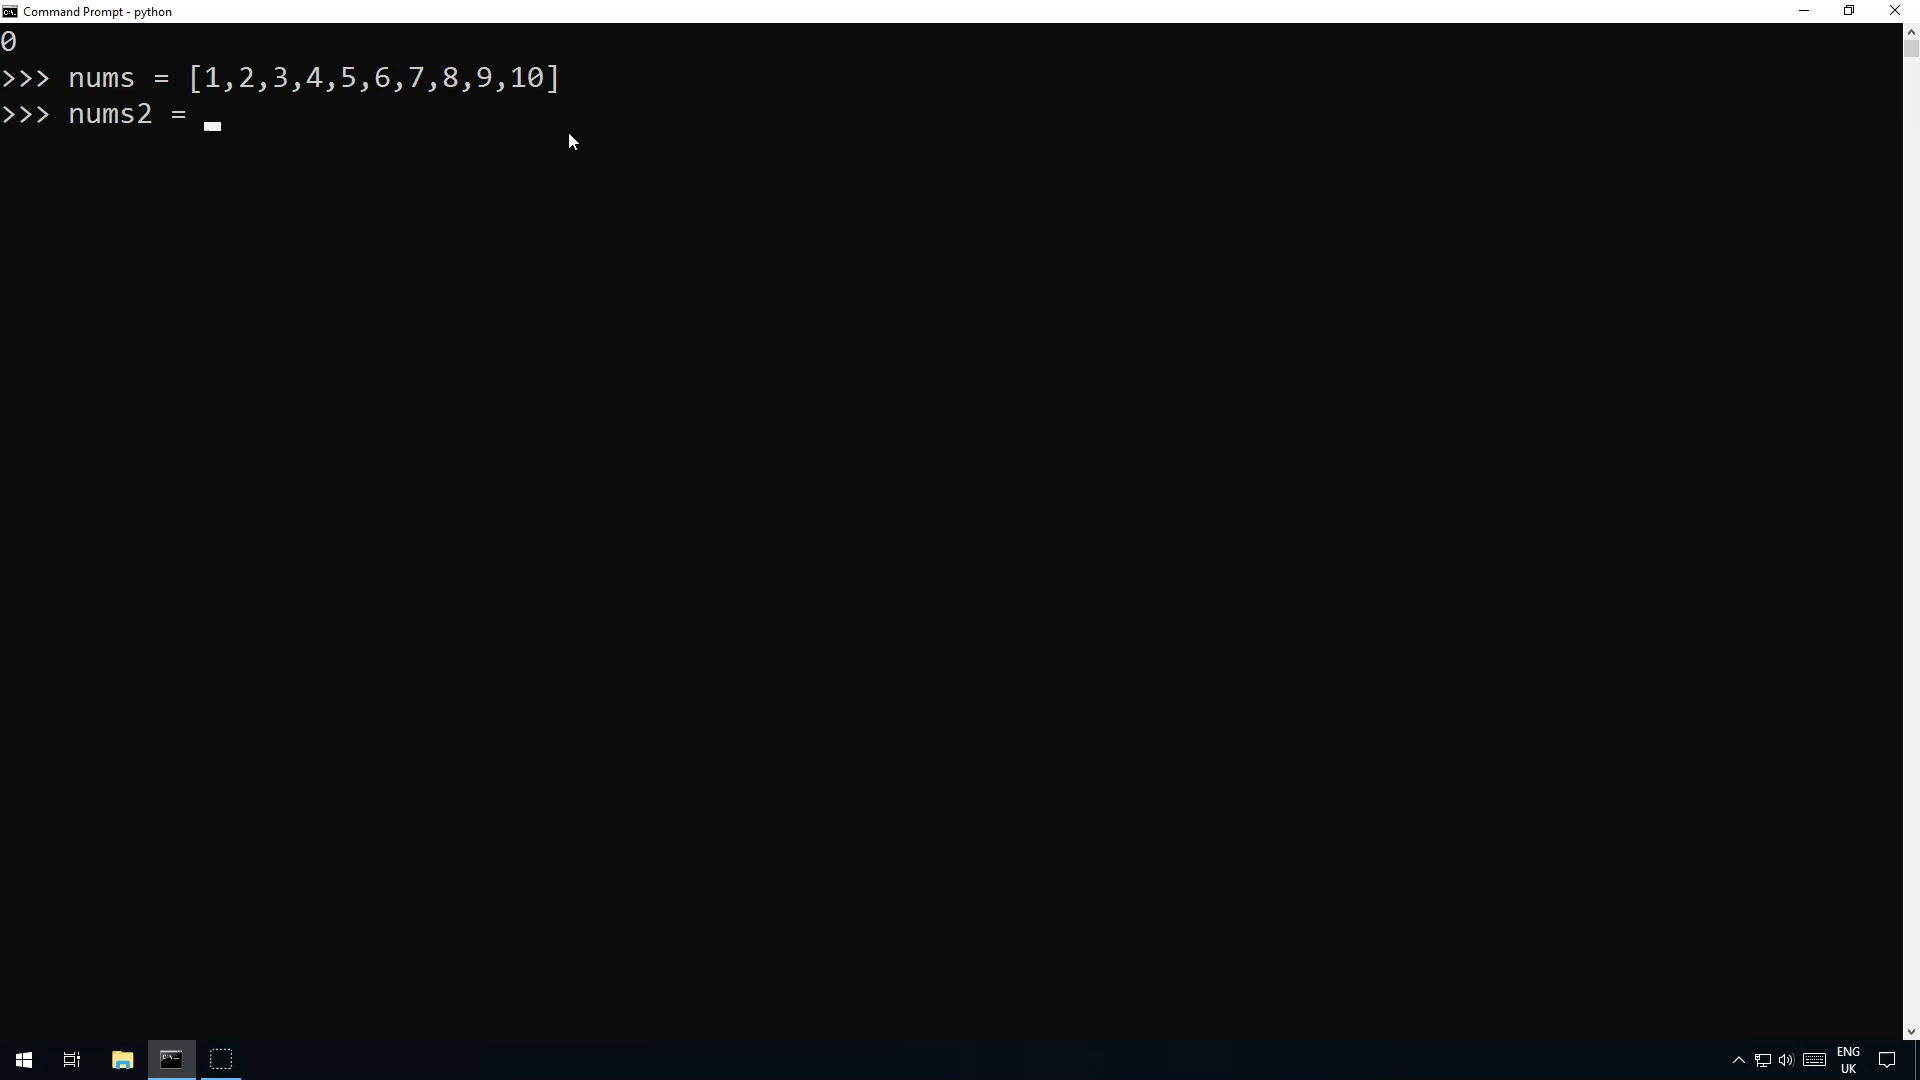 Command Prompt - python
0
>>> nums = [1,2,3,4,5,6,7,8,9,10]
>>> nums2 =
ENG
UK